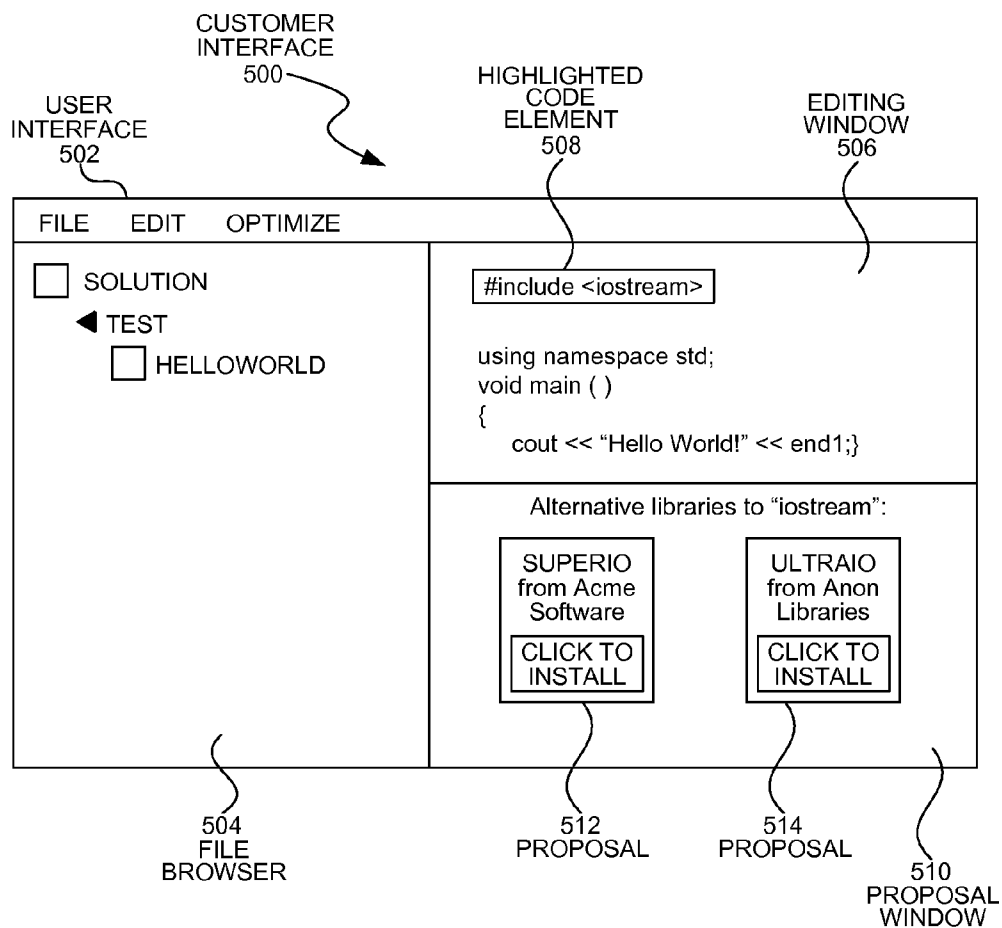 CUSTOMER
INTERFACE
500
USER
INTERFACE
502
HIGHLIGHTED
CODE
ELEMENT
508
EDITING
WINDOW
506
FILE EDIT OPTIMIZE
SOLUTION
TEST
HELLOWORLD
#include <iostream>
using namespace std;
void main ( )
{
cout << “Hello World!” << end1;}
Alternative libraries to “iostream”:
SUPERIO
from Acme
Software
CLICK TO
INSTALL
ULTRAIO
from Anon
Libraries
CLICK TO
INSTALL
504
FILE
BROWSER
512
PROPOSAL
514
PROPOSAL
510
PROPOSAL
WINDOW